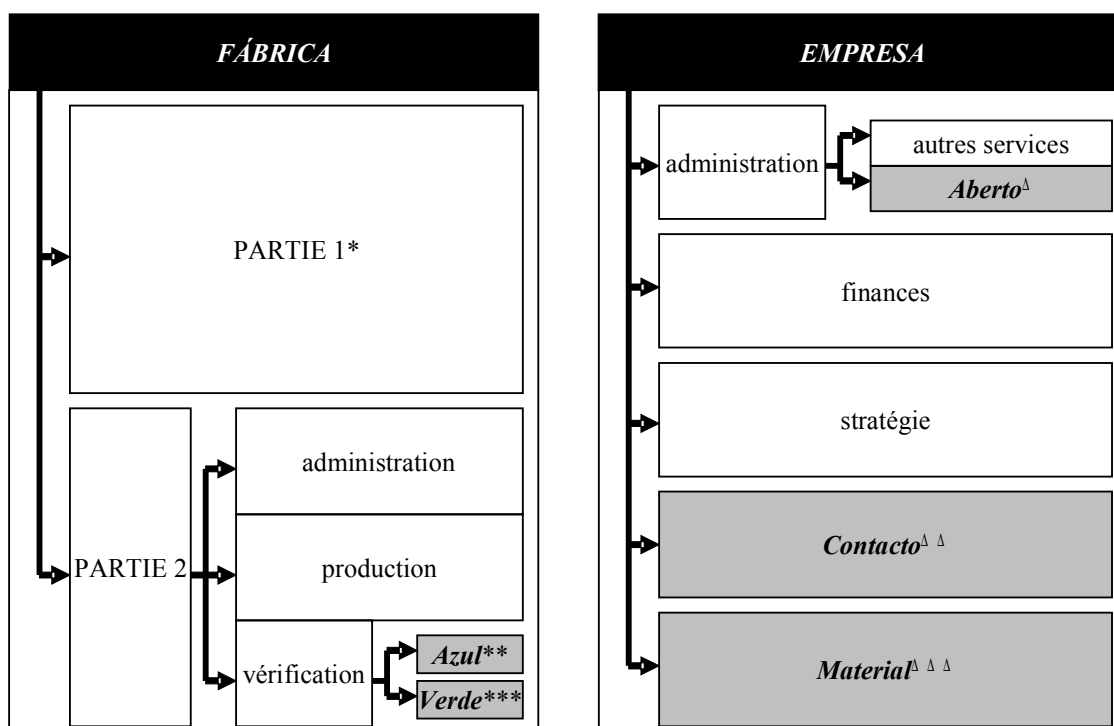 FÁBRICA
PARTIE 1*
PARTIE 2
administration
production
vérification
Azul**
Verde***
EMPRESA
administration
autres services
Aberto∆
finances
stratégie
Contacto∆ ∆
Material∆ ∆ ∆